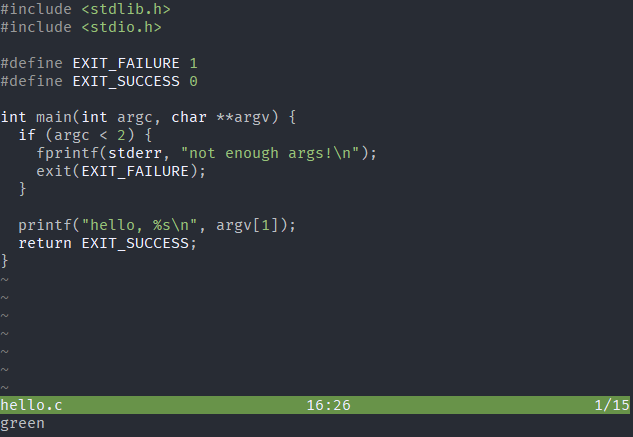 #include <stdlib.h>
#include <stdio.h>

#define EXIT_FAILURE 1
#define EXIT_SUCCESS 0

int main(int argc, char **argv) {
  if (argc < 2) {
    fprintf(stderr, "not enough args!\n");
    exit(EXIT_FAILURE);
  }

  printf("hello, %s\n", argv[1]);
  return EXIT_SUCCESS;
}
~
~
~
~
~
~
~
hello.c 16:26 1/15
green